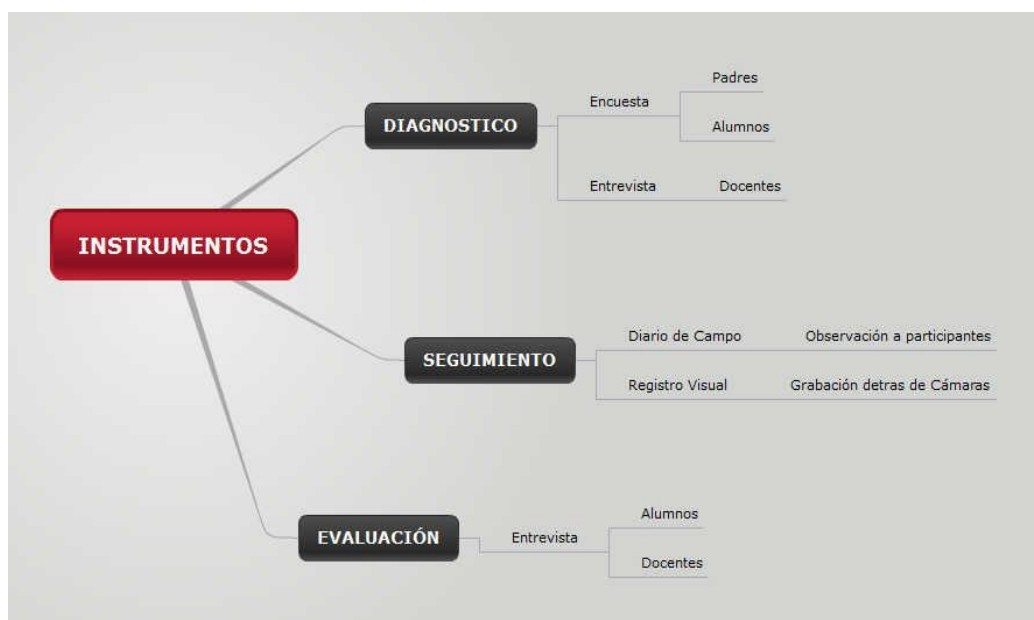 INSTRUMENTOS
DIAGNOSTICO
Encuesta
Padres
Alumnos
Entrevista
Docentes
SEGUIMIENTO
Diario de Campo
Observación a participantes
Registro Visual
Grabación detras de Cámaras
EVALUACIÓN
Entrevista
Alumnos
Docentes